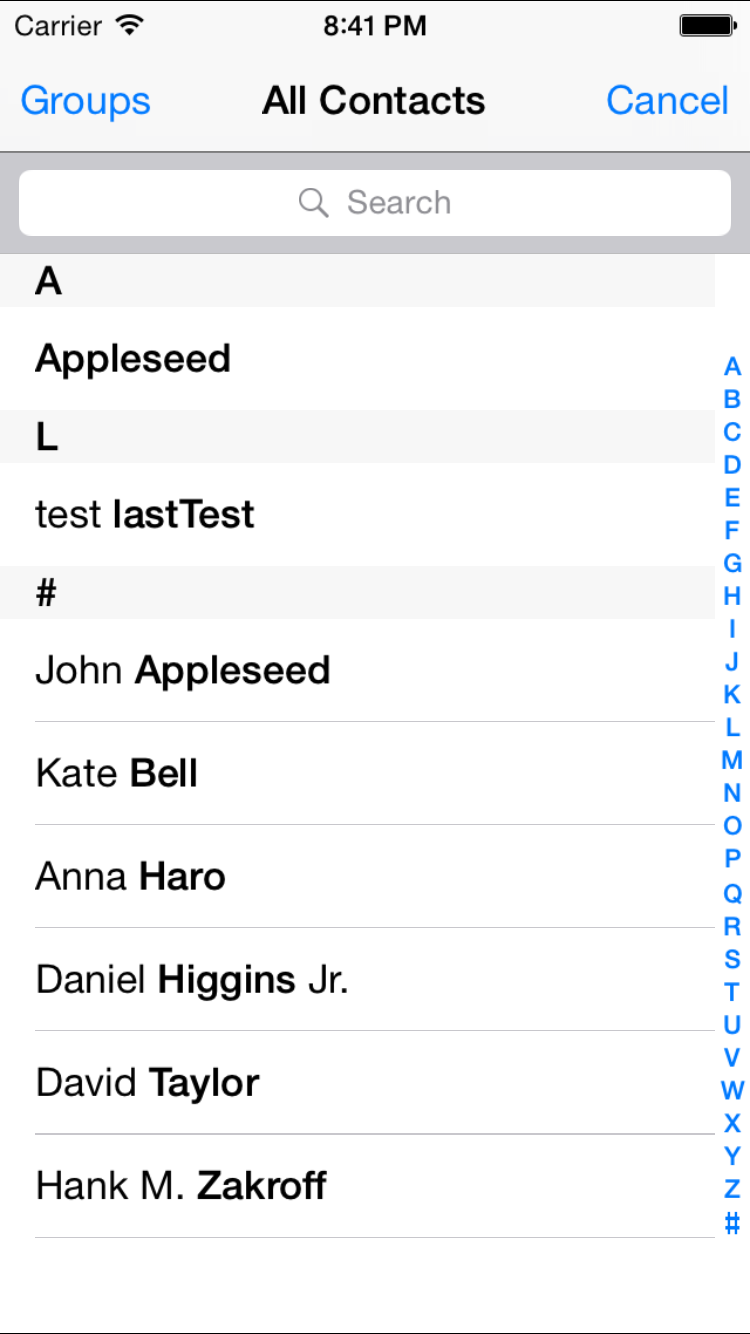 Carrier 8:41 PM
Groups All Contacts Cancel
Search
A
Appleseed
L
test lastTest
#
John Appleseed
Kate Bell
Anna Haro
Daniel Higgins Jr.
David Taylor
Hank M. Zakroff
A
B
C
D
E
F
G
H
I
J
K
L
M
N
O
P
Q
R
S
T
U
V
W
X
Y
Z
#